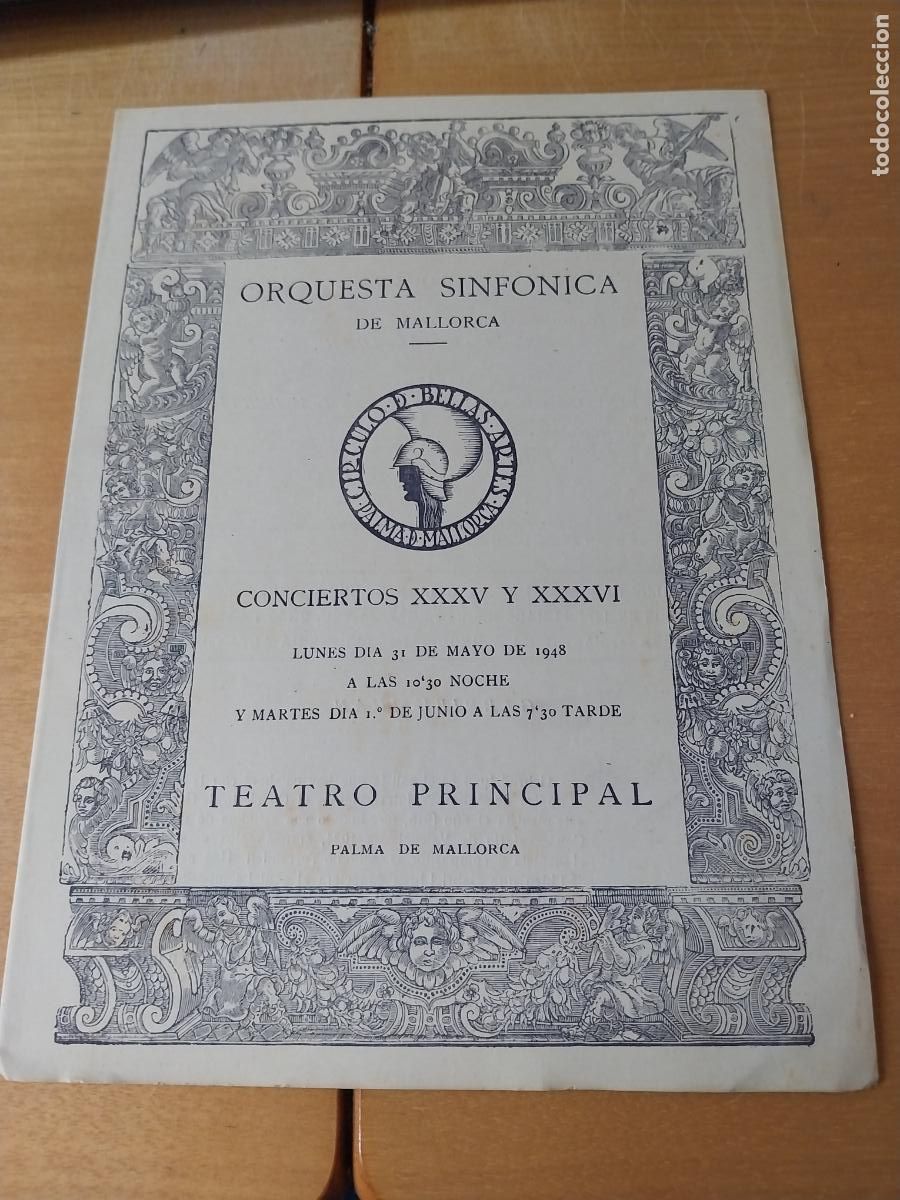 ORQUESTA SINFONICA
DE MALLORCA
CIRCULO · D · BELLAS · ARTES
PALMA · D · MALLORCA
CONCIERTOS XXXV Y XXXVI
LUNES DIA 31 DE MAYO DE 1948
A LAS 10'30 NOCHE
Y MARTES DIA 1.º DE JUNIO A LAS 7'30 TARDE
TEATRO PRINCIPAL
PALMA DE MALLORCA
todocoleccion